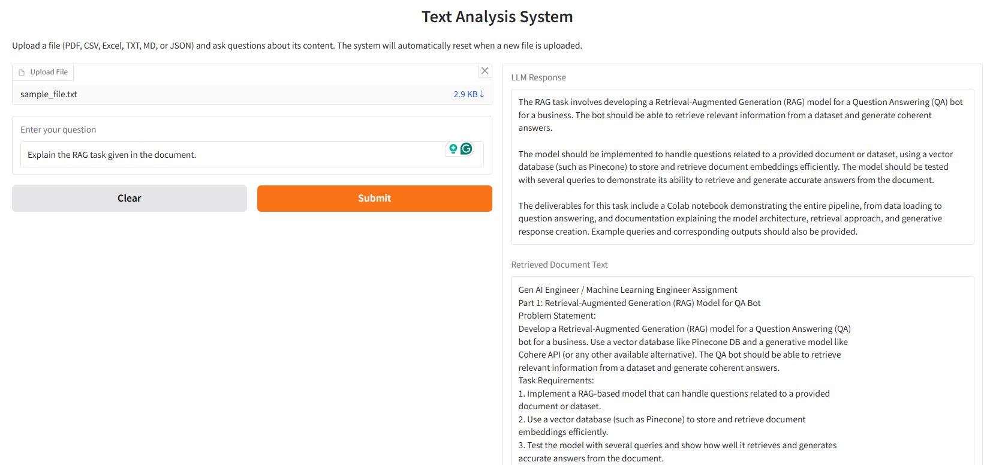 Text Analysis System
Upload a file (PDF, CSV, Excel, TXT, MD, or JSON) and ask questions about its content. The system will automatically reset when a new file is uploaded.
Upload File
sample_file.txt
2.9 KB ↓
Enter your question
Explain the RAG task given in the document.
Clear
Submit
LLM Response
The RAG task involves developing a Retrieval-Augmented Generation (RAG) model for a Question Answering (QA) bot
for a business. The bot should be able to retrieve relevant information from a dataset and generate coherent
answers.
The model should be implemented to handle questions related to a provided document or dataset, using a vector
database (such as Pinecone) to store and retrieve document embeddings efficiently. The model should be tested
with several queries to demonstrate its ability to retrieve and generate accurate answers from the document.
The deliverables for this task include a Colab notebook demonstrating the entire pipeline, from data loading to
question answering, and documentation explaining the model architecture, retrieval approach, and generative
response creation. Example queries and corresponding outputs should also be provided.
Retrieved Document Text
Gen AI Engineer / Machine Learning Engineer Assignment
Part 1: Retrieval-Augmented Generation (RAG) Model for QA Bot
Problem Statement:
Develop a Retrieval-Augmented Generation (RAG) model for a Question Answering (QA)
bot for a business. Use a vector database like Pinecone DB and a generative model like
Cohere API (or any other available alternative). The QA bot should be able to retrieve
relevant information from a dataset and generate coherent answers.
Task Requirements:
1. Implement a RAG-based model that can handle questions related to a provided
document or dataset.
2. Use a vector database (such as Pinecone) to store and retrieve document
embeddings efficiently.
3. Test the model with several queries and show how well it retrieves and generates
accurate answers from the document.